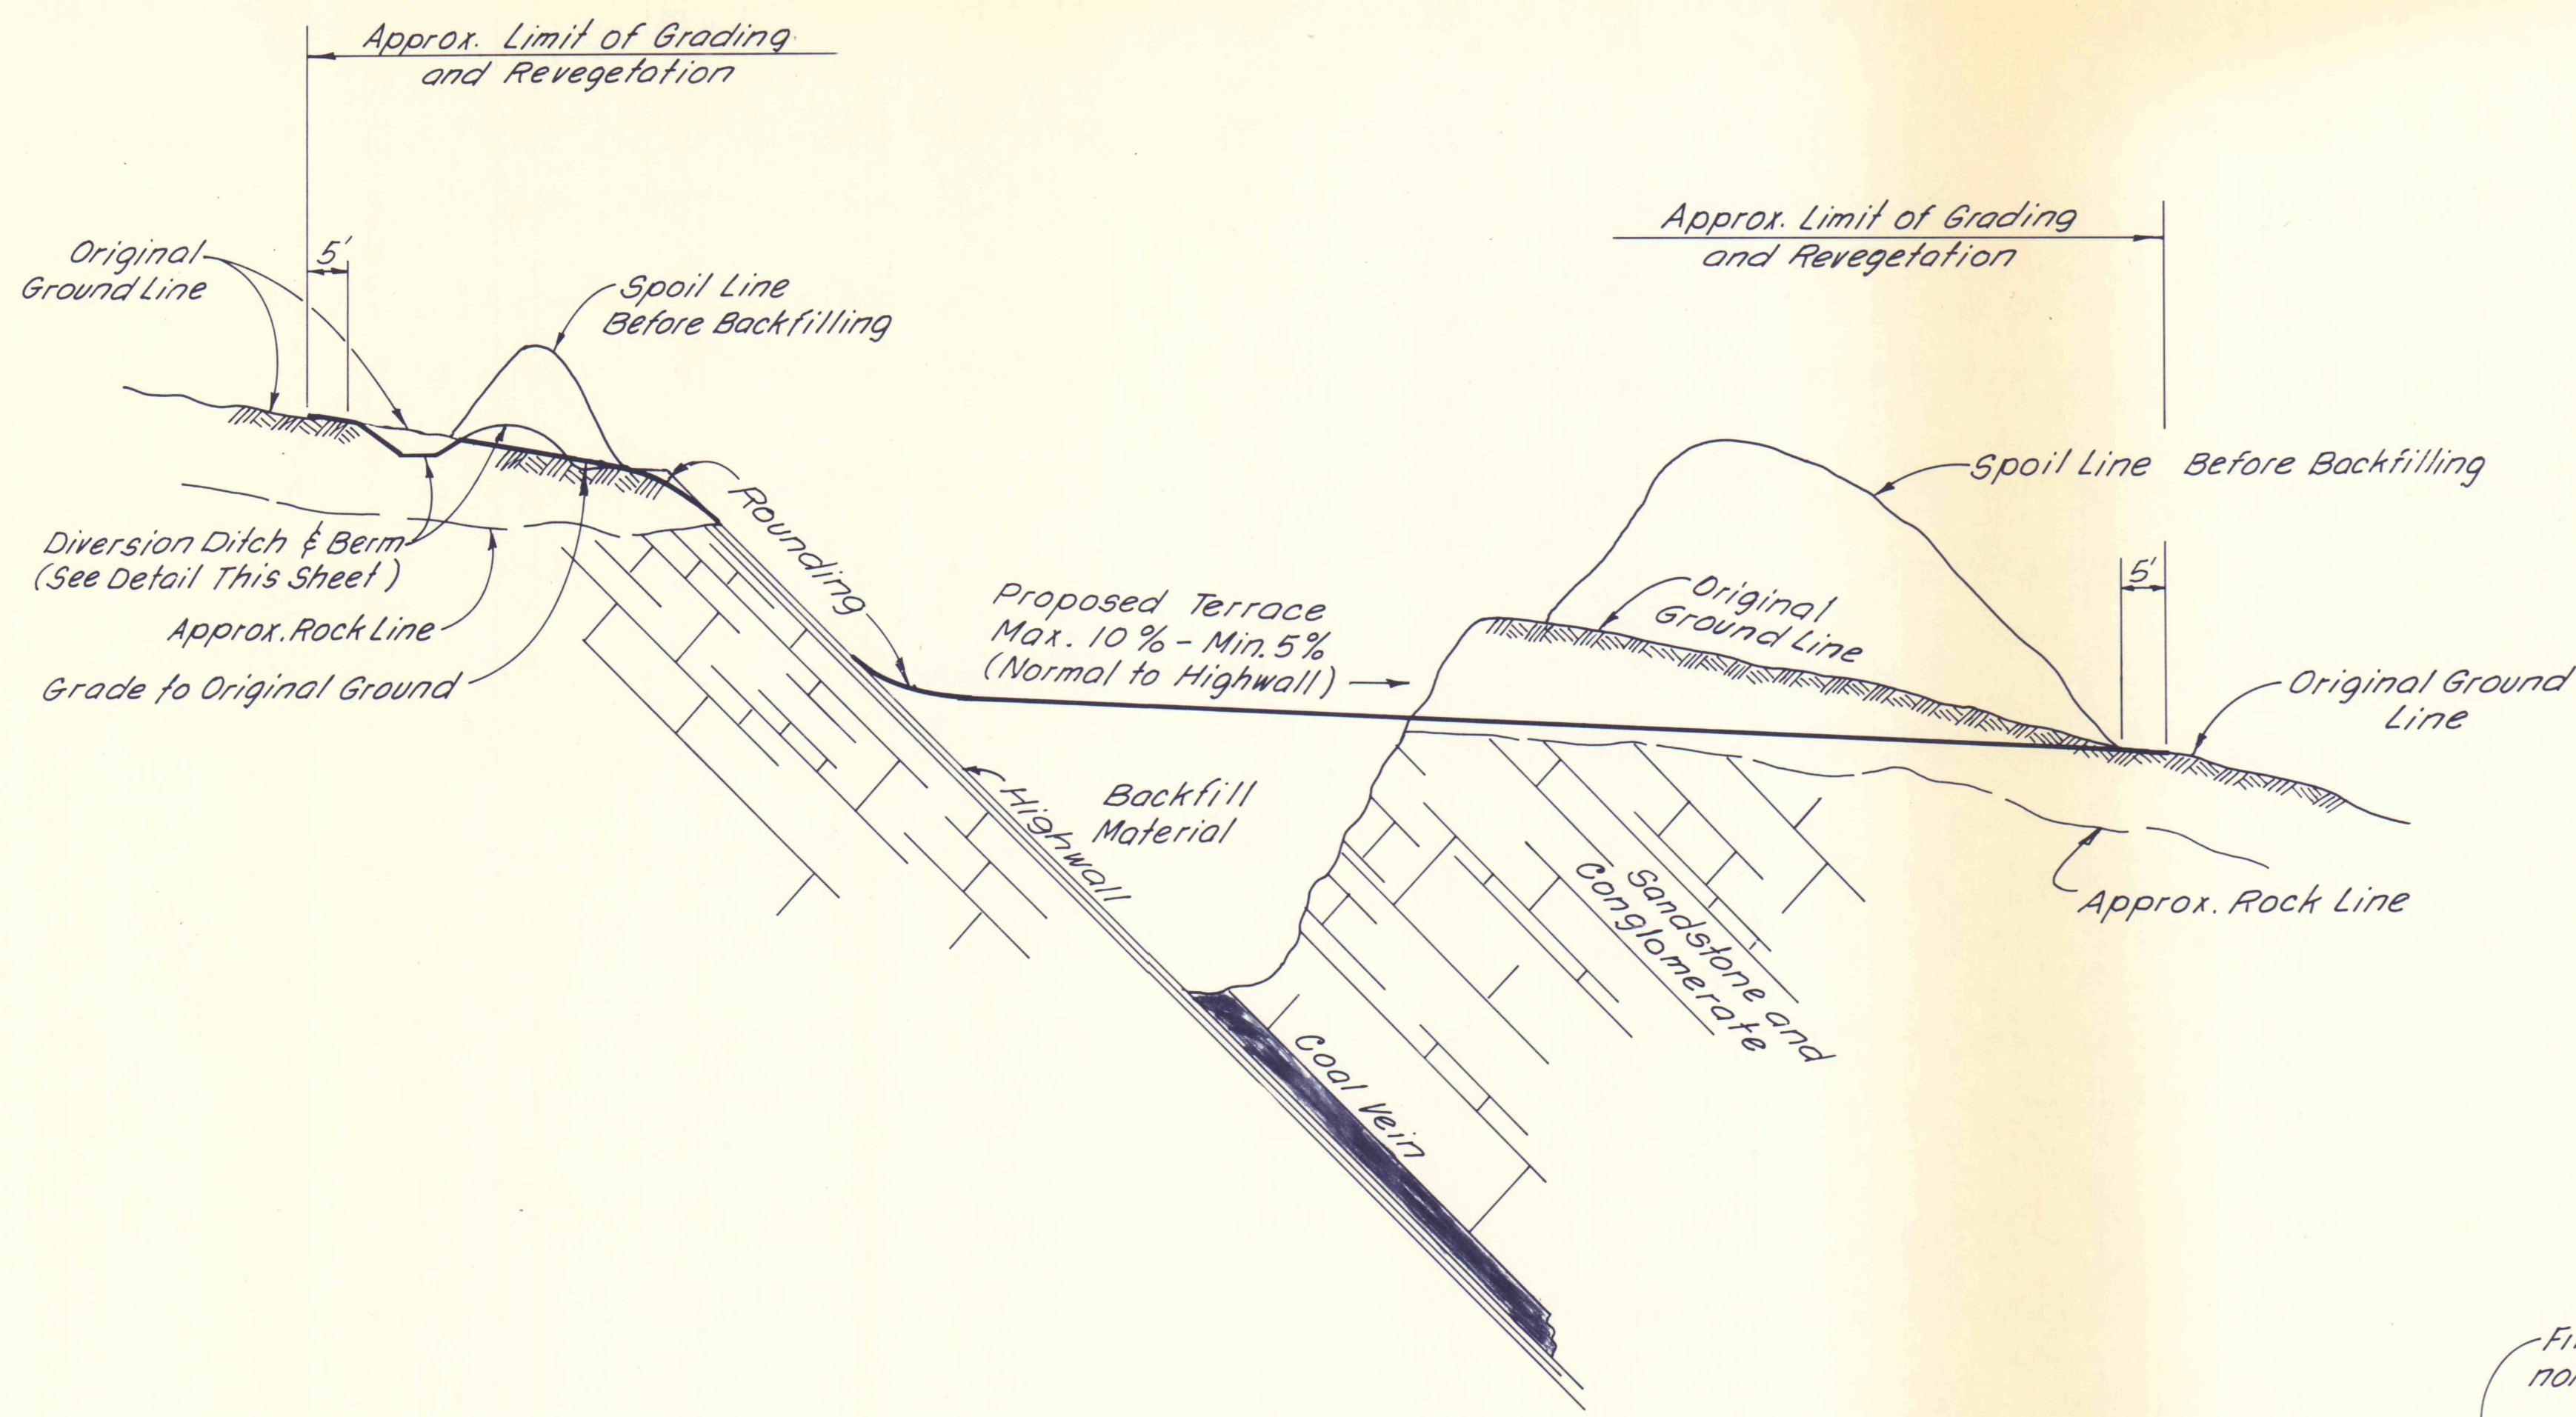 Approx. Limit of Grading
and Revegetation
Approx. Limit of Grading
and Revegetation
Original
Ground Line
5'
Spoil Line
Before Backfilling
Spoil Line Before Backfilling
Diversion Ditch & Berm
(See Detail This Sheet)
Approx. Rock Line
Grade to Original Ground
Rounding
Proposed Terrace
Max. 10% - Min. 5%
(Normal to Highwall)
Original
Ground Line
5'
Original Ground
Line
Highwall
Backfill
Material
Sandstone and
Conglomerate
Approx. Rock Line
Coal Vein